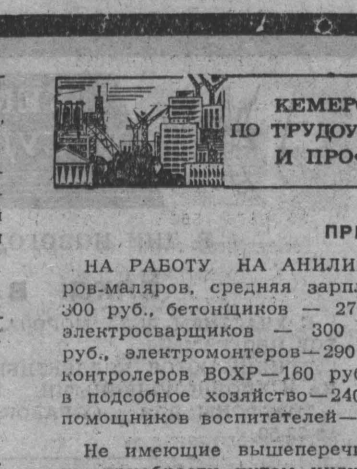 КЕМЕР
ПО ТРУДОУ
И ПРО
ПРИ
НА РАБОТУ НА АНИЛИ
ров-маляров, средняя зарпл
300 руб., бетонщиков — 27
электросварщиков — 300
руб., электромонтеров—290
контролеров ВОХР—160 руб
в подсобное хозяйство—240
помощников воспитателей—
Не имеющие вышеперечи